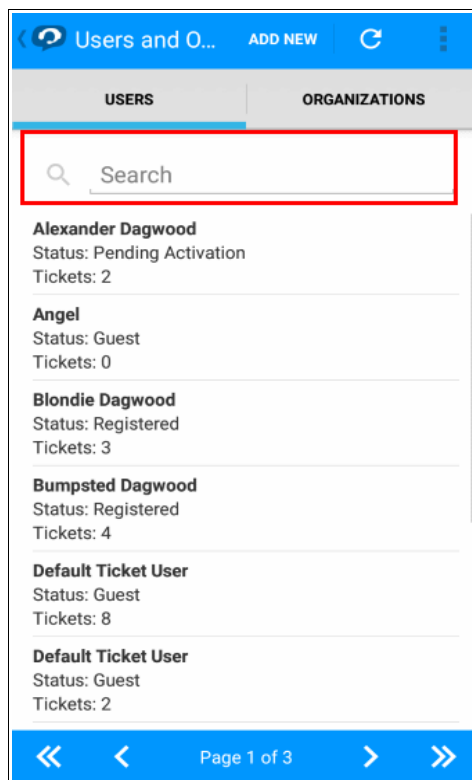 Users and O...
ADD NEW
USERS
ORGANIZATIONS
Search
Alexander Dagwood
Status: Pending Activation
Tickets: 2
Angel
Status: Guest
Tickets: 0
Blondie Dagwood
Status: Registered
Tickets: 3
Bumpsted Dagwood
Status: Registered
Tickets: 4
Default Ticket User
Status: Guest
Tickets: 8
Default Ticket User
Status: Guest
Tickets: 2
Page 1 of 3